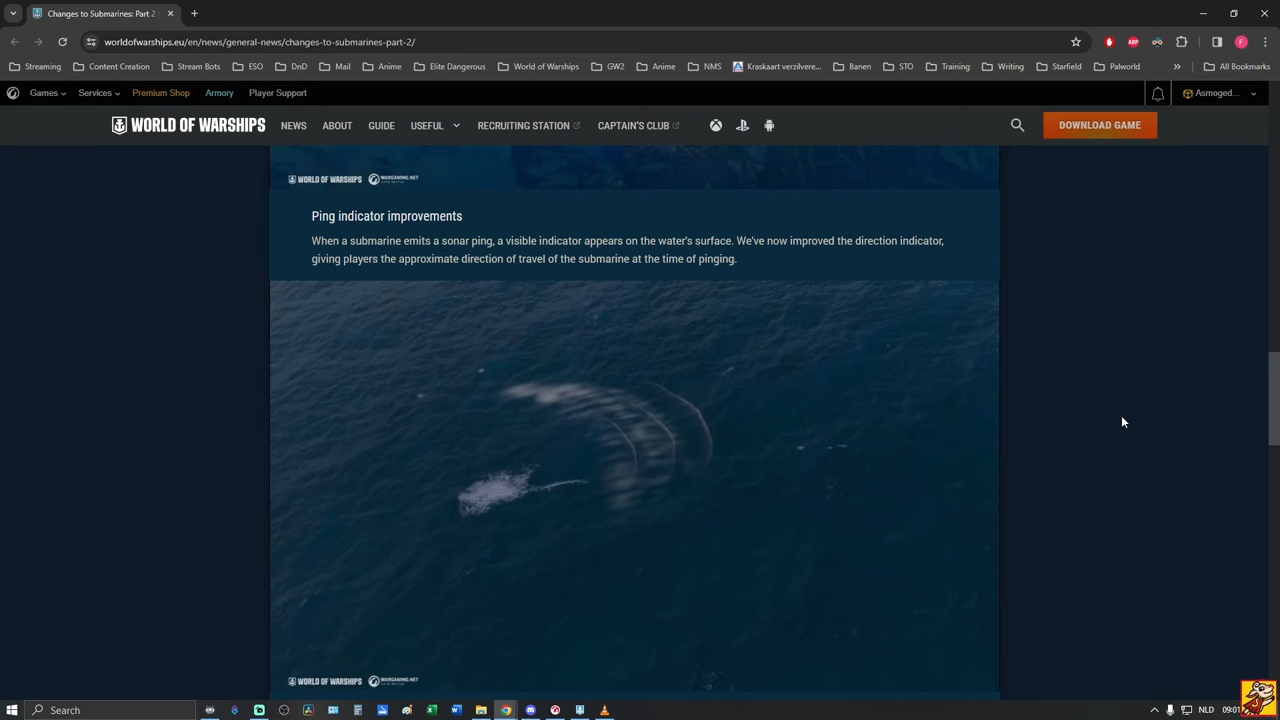 Changes to Submarines: Part 2
worldofwarships.eu/en/news/general-news/changes-to-submarines-part-2/
F
Streaming Content Creation Stream Bots ESO DnD Mail Anime Elite Dangerous World of Warships GW2 Anime NMS Kraskaart verzilvere... Banen STO Training Writing Starfield Palworld » All Bookmarks
Games Services Premium Shop Armory Player Support Asmoged...
WORLD OF WARSHIPS NEWS ABOUT GUIDE USEFUL RECRUITING STATION CAPTAIN'S CLUB DOWNLOAD GAME
WORLD OF WARSHIPS WARGAMING.NET LET'S BATTLE
Ping indicator improvements
When a submarine emits a sonar ping, a visible indicator appears on the water's surface. We've now improved the direction indicator,
giving players the approximate direction of travel of the submarine at the time of pinging.
WORLD OF WARSHIPS WARGAMING.NET LET'S BATTLE
Search NLD